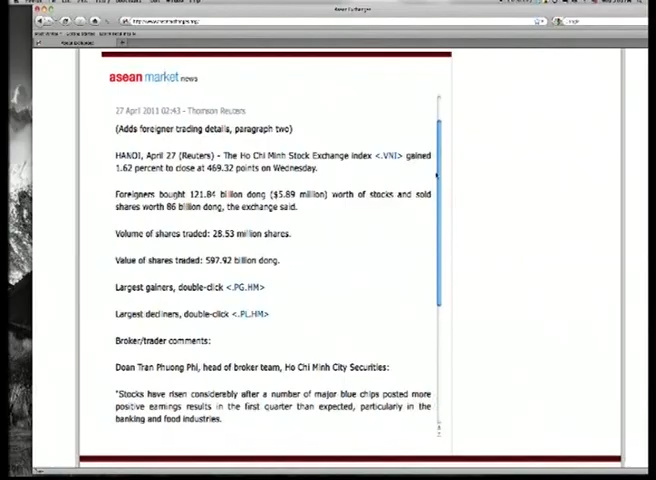 asean market news
27 April 2011 02:43 - Thomson Reuters
(Adds foreigner trading details, paragraph two)
HANOI, April 27 (Reuters) - The Ho Chi Minh Stock Exchange index <.VNI> gained
1.62 percent to close at 469.32 points on Wednesday.
Foreigners bought 121.84 billion dong ($5.89 million) worth of stocks and sold
shares worth 86 billion dong, the exchange said.
Volume of shares traded: 28.53 million shares.
Value of shares traded: 597.92 billion dong.
Largest gainers, double-click <.PG.HM>
Largest decliners, double-click <.PL.HM>
Broker/trader comments:
Doan Tran Phuong Phi, head of broker team, Ho Chi Minh City Securities:
"Stocks have risen considerably after a number of major blue chips posted more
positive earnings results in the first quarter than expected, particularly in the
banking and food industries.